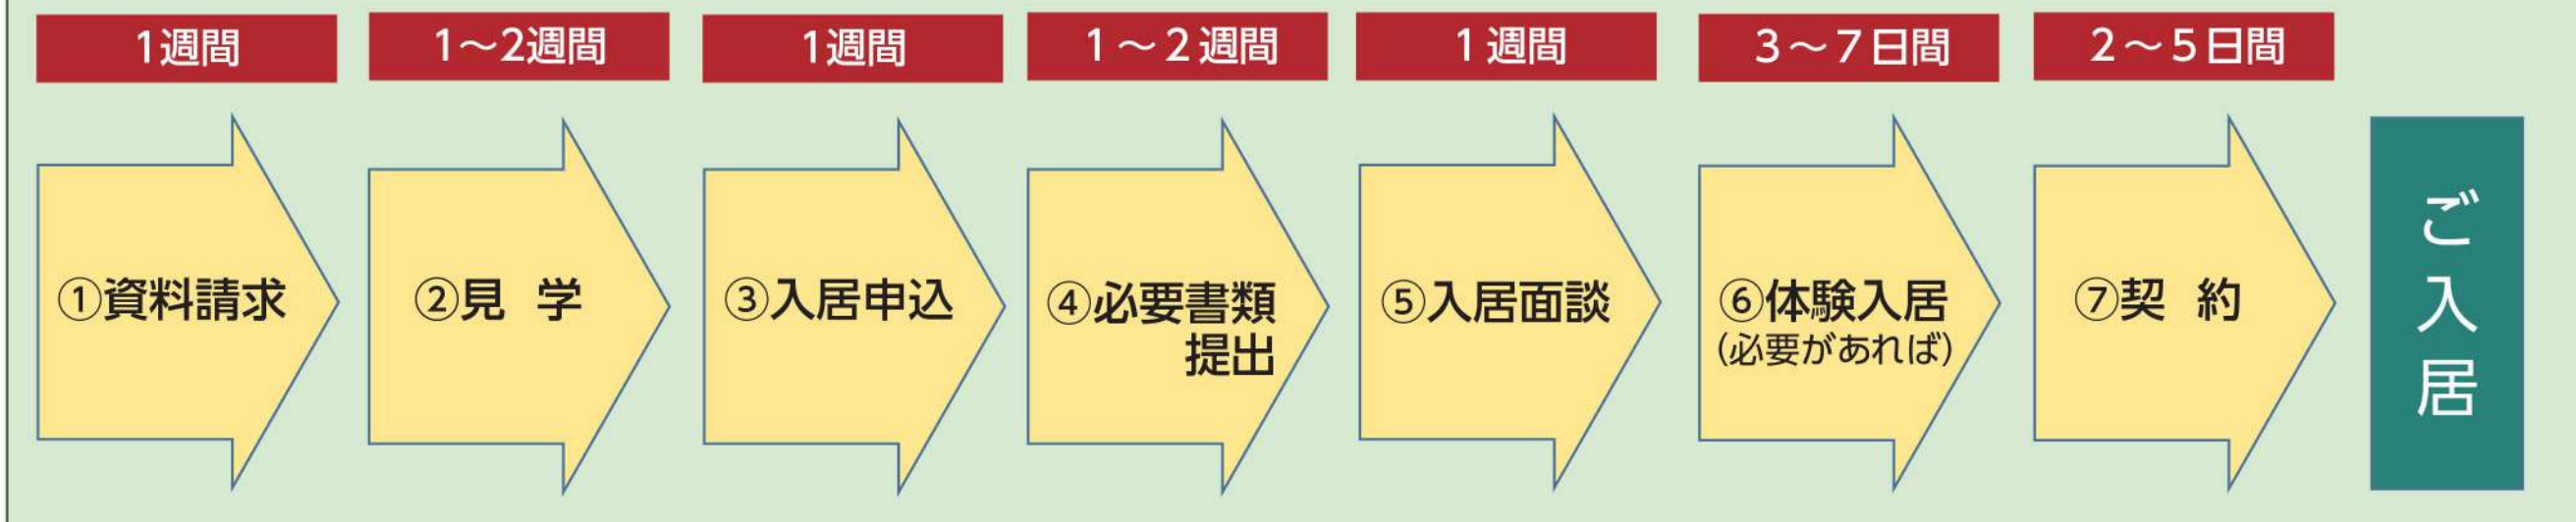 1週間
1～2週間
1週間
1～2週間
1週間
3～7日間
2～5日間
①資料請求
②見 学
③入居申込
④必要書類
提出
⑤入居面談
⑥体験入居
(必要があれば)
⑦契 約
ご入居